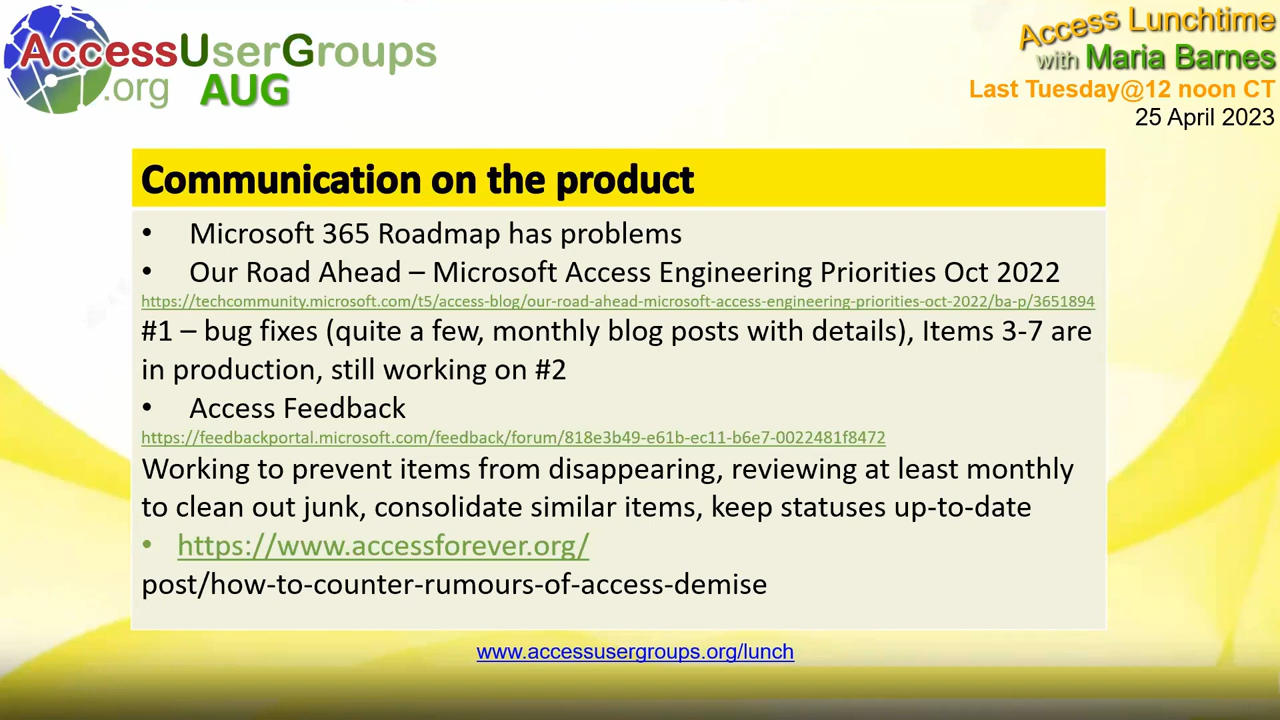 AccessUserGroups
.org AUG
Access Lunchtime
with Maria Barnes
Last Tuesday@12 noon CT
25 April 2023
Communication on the product
• Microsoft 365 Roadmap has problems
• Our Road Ahead – Microsoft Access Engineering Priorities Oct 2022
https://techcommunity.microsoft.com/t5/access-blog/our-road-ahead-microsoft-access-engineering-priorities-oct-2022/ba-p/3651894
#1 – bug fixes (quite a few, monthly blog posts with details), Items 3-7 are
in production, still working on #2
• Access Feedback
https://feedbackportal.microsoft.com/feedback/forum/818e3b49-e61b-ec11-b6e7-0022481f8472
Working to prevent items from disappearing, reviewing at least monthly
to clean out junk, consolidate similar items, keep statuses up-to-date
• https://www.accessforever.org/
post/how-to-counter-rumours-of-access-demise
www.accessusergroups.org/lunch